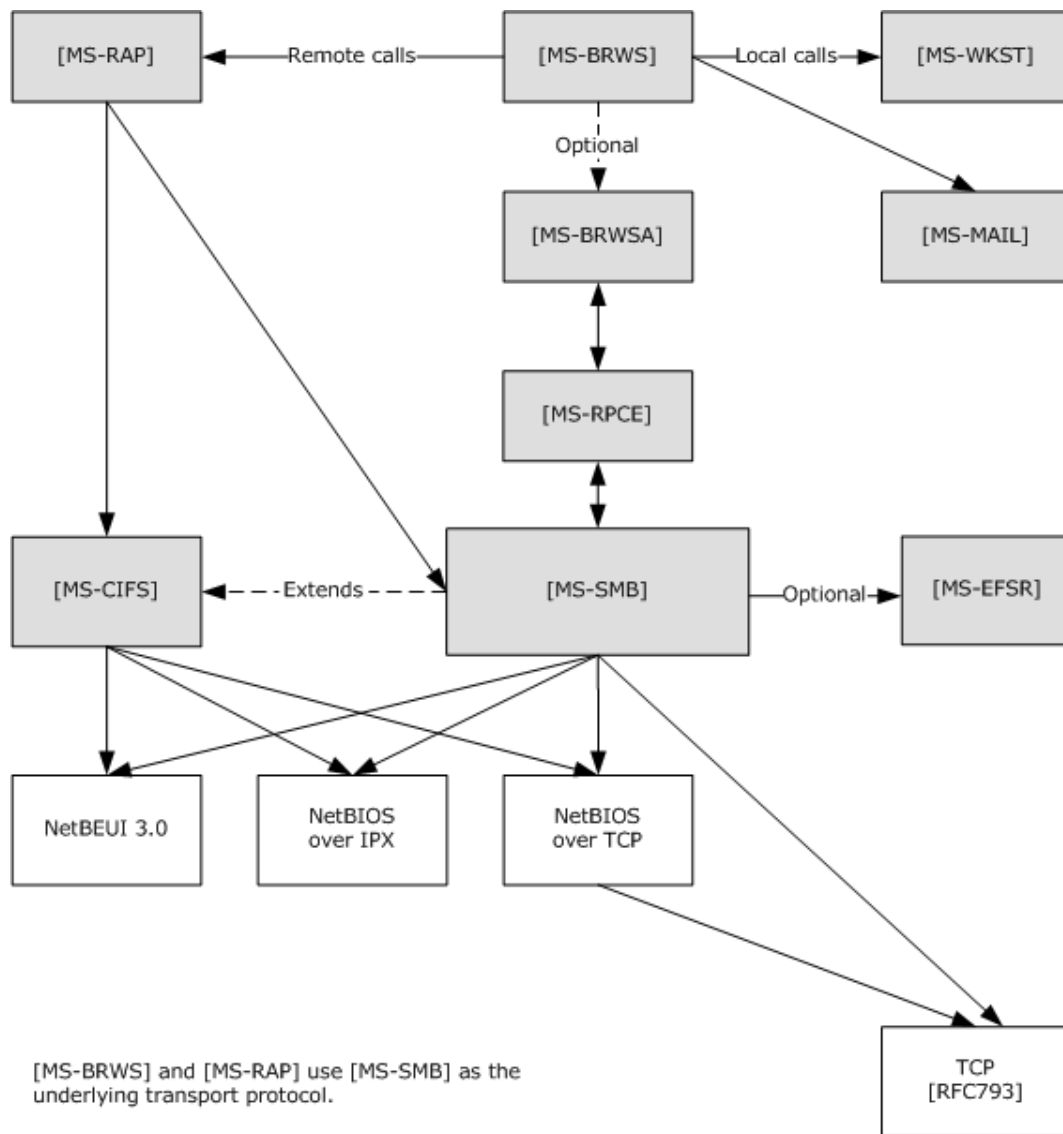 [MS-RAP]
Remote calls
[MS-BRWS]
Local calls
[MS-WKST]
Optional
[MS-BRWSA]
[MS-MAIL]
[MS-RPCE]
[MS-CIFS]
Extends
[MS-SMB]
Optional
[MS-EFSR]
NetBEUI 3.0
NetBIOS
over IPX
NetBIOS
over TCP
[MS-BRWS] and [MS-RAP] use [MS-SMB] as the
underlying transport protocol.
TCP
[RFC793]